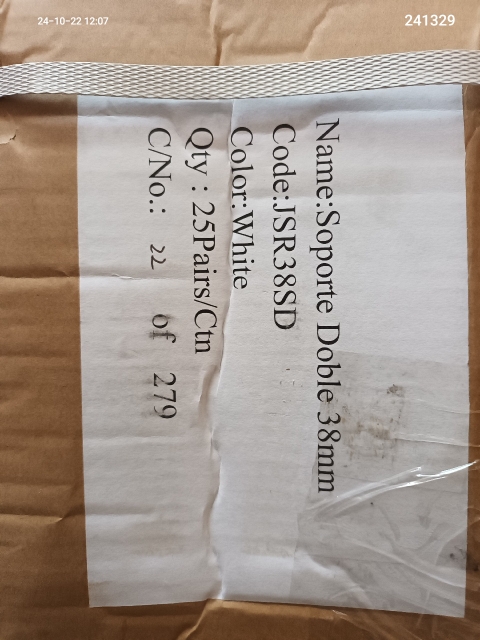 24-10-22 12:07
241329
Name:Soporte Doble 38mm
Code:JSR38SD
Color:White
Qty : 25Pairs/Ctn
C/No.: 22 of 279